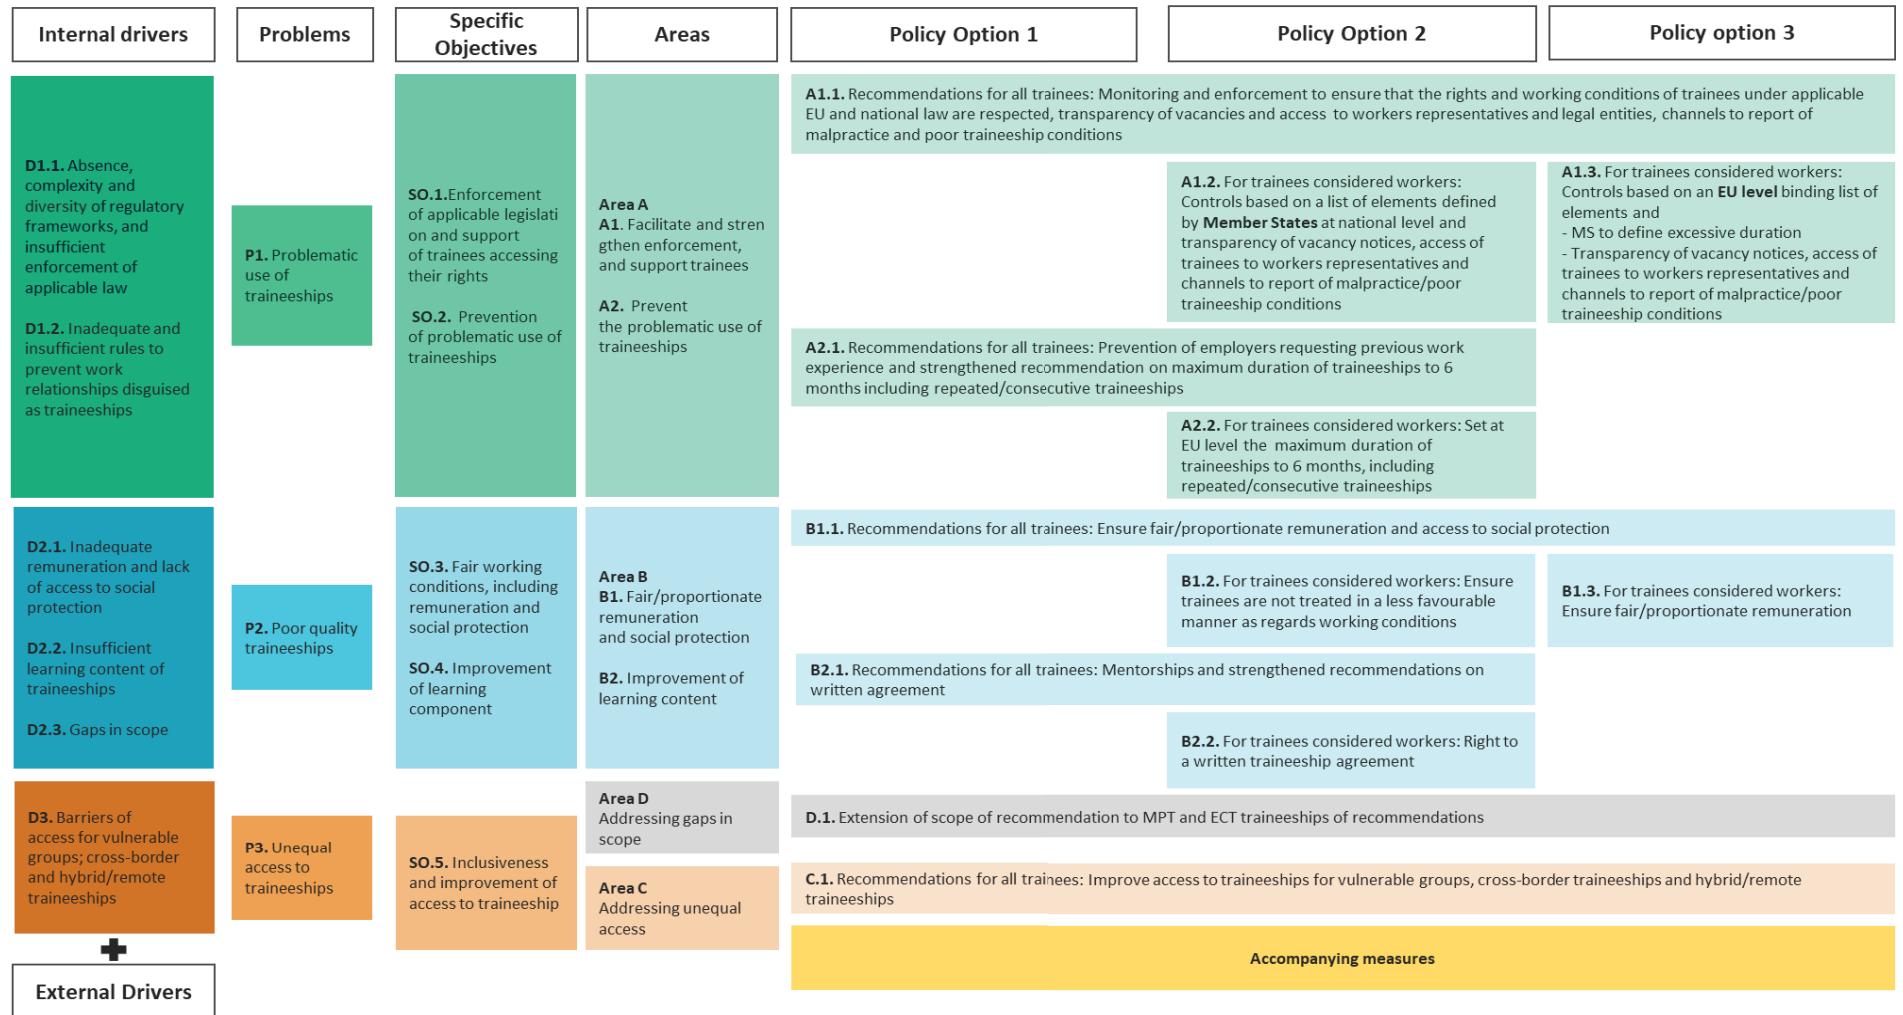 Internal drivers
Problems
Specific
Objectives
Areas
Policy Option 1
Policy Option 2
Policy option 3
D1.1. Absence,
complexity and
diversity of regulatory
frameworks, and
insufficient
enforcement of
applicable law
D1.2. Inadequate and
insufficient rules to
prevent work
relationships disguised
as traineeships
P1. Problematic
use of
traineeships
SO.1.Enforcement
of applicable legislati
on and support
of trainees accessing
their rights
SO.2. Prevention
of problematic use of
traineeships
Area A
A1. Facilitate and stren
gthen enforcement,
and support trainees
A2. Prevent
the problematic use of
traineeships
A1.1. Recommendations for all trainees: Monitoring and enforcement to ensure that the rights and working conditions of trainees under applicable
EU and national law are respected, transparency of vacancies and access to workers representatives and legal entities, channels to report of
malpractice and poor traineeship conditions
A1.2. For trainees considered workers:
Controls based on a list of elements defined
by Member States at national level and
transparency of vacancy notices, access of
trainees to workers representatives and
channels to report of malpractice/poor
traineeship conditions
A1.3. For trainees considered workers:
Controls based on an EU level binding list of
elements and
- MS to define excessive duration
- Transparency of vacancy notices, access of
trainees to workers representatives and
channels to report of malpractice/poor
traineeship conditions
A2.1. Recommendations for all trainees: Prevention of employers requesting previous work
experience and strengthened recommendation on maximum duration of traineeships to 6
months including repeated/consecutive traineeships
A2.2. For trainees considered workers: Set at
EU level the maximum duration of
traineeships to 6 months, including
repeated/consecutive traineeships
D2.1. Inadequate
remuneration and lack
of access to social
protection
D2.2. Insufficient
learning content of
traineeships
D2.3. Gaps in scope
P2. Poor quality
traineeships
SO.3. Fair working
conditions, including
remuneration and
social protection
SO.4. Improvement
of learning
component
Area B
B1. Fair/proportionate
remuneration
and social protection
B2. Improvement of
learning content
B1.1. Recommendations for all trainees: Ensure fair/proportionate remuneration and access to social protection
B1.2. For trainees considered workers: Ensure
trainees are not treated in a less favourable
manner as regards working conditions
B1.3. For trainees considered workers:
Ensure fair/proportionate remuneration
B2.1. Recommendations for all trainees: Mentorships and strengthened recommendations on
written agreement
B2.2. For trainees considered workers: Right to
a written traineeship agreement
D3. Barriers of
access for vulnerable
groups; cross-border
and hybrid/remote
traineeships
P3. Unequal
access to
traineeships
SO.5. Inclusiveness
and improvement of
access to traineeship
Area D
Addressing gaps in
scope
Area C
Addressing unequal
access
D.1. Extension of scope of recommendation to MPT and ECT traineeships of recommendations
C.1. Recommendations for all trainees: Improve access to traineeships for vulnerable groups, cross-border traineeships and hybrid/remote
traineeships
Accompanying measures
External Drivers